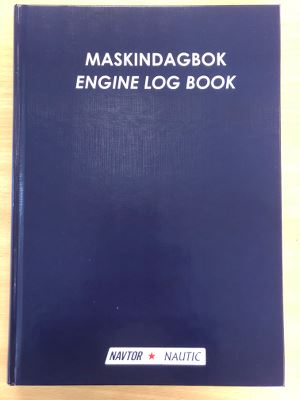 MASKINDAGBOK
ENGINE LOG BOOK
NAVTOR ★ NAUTIC